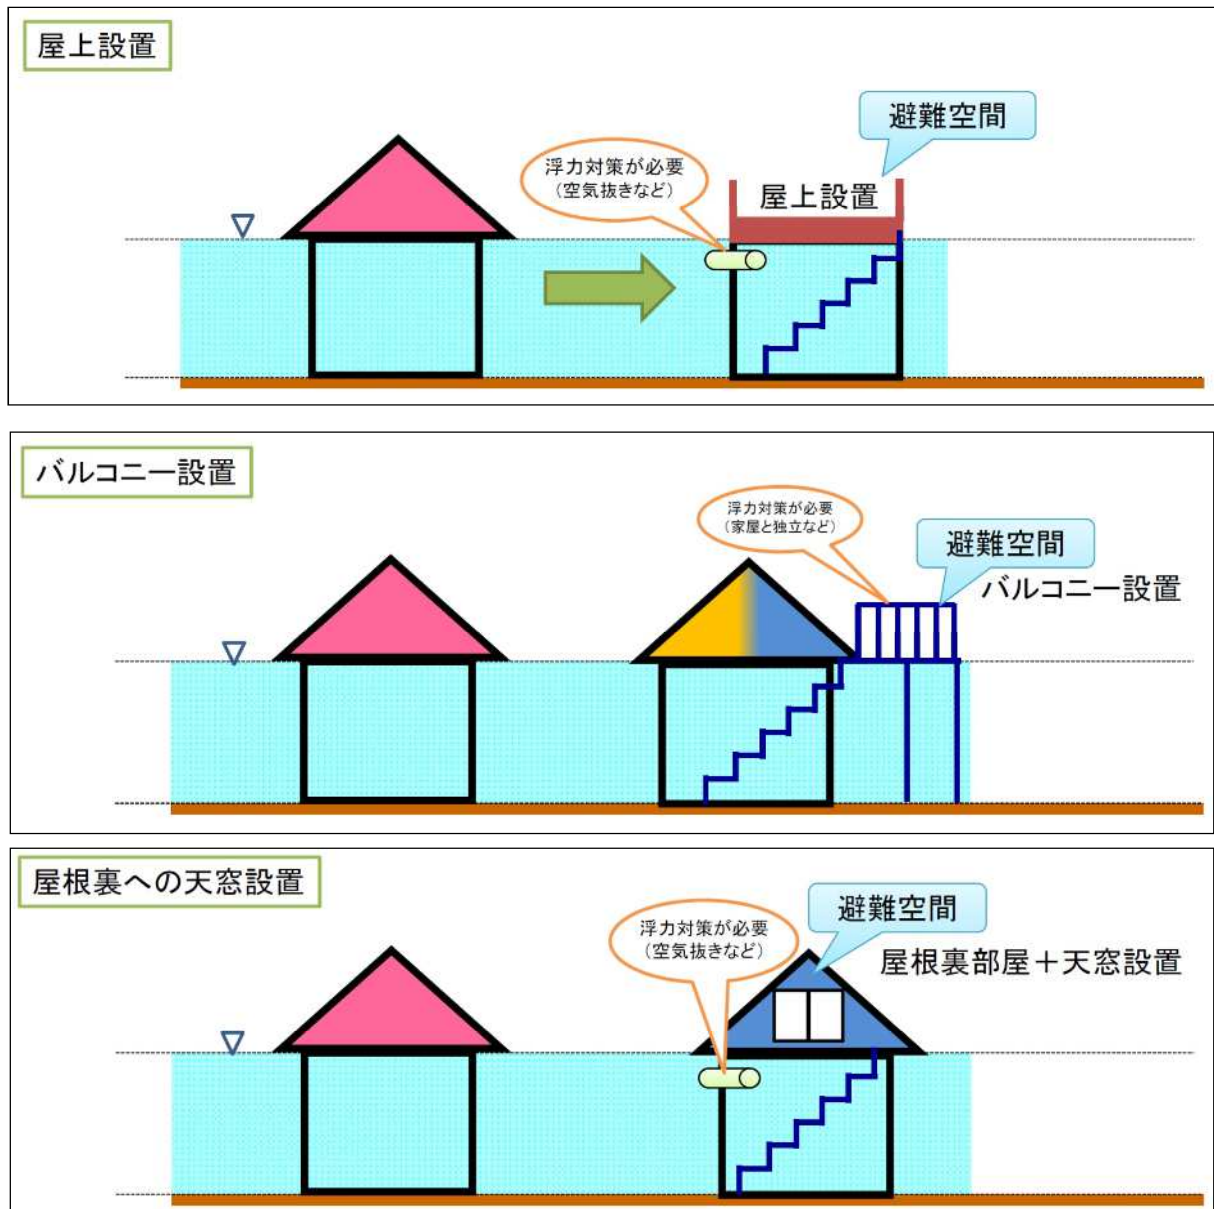 屋上設置
避難空間
浮力対策が必要
(空気抜きなど)
屋上設置
バルコニー設置
浮力対策が必要
(家屋と独立など)
避難空間
バルコニー設置
屋根裏への天窓設置
避難空間
浮力対策が必要
(空気抜きなど)
屋根裏部屋+天窓設置